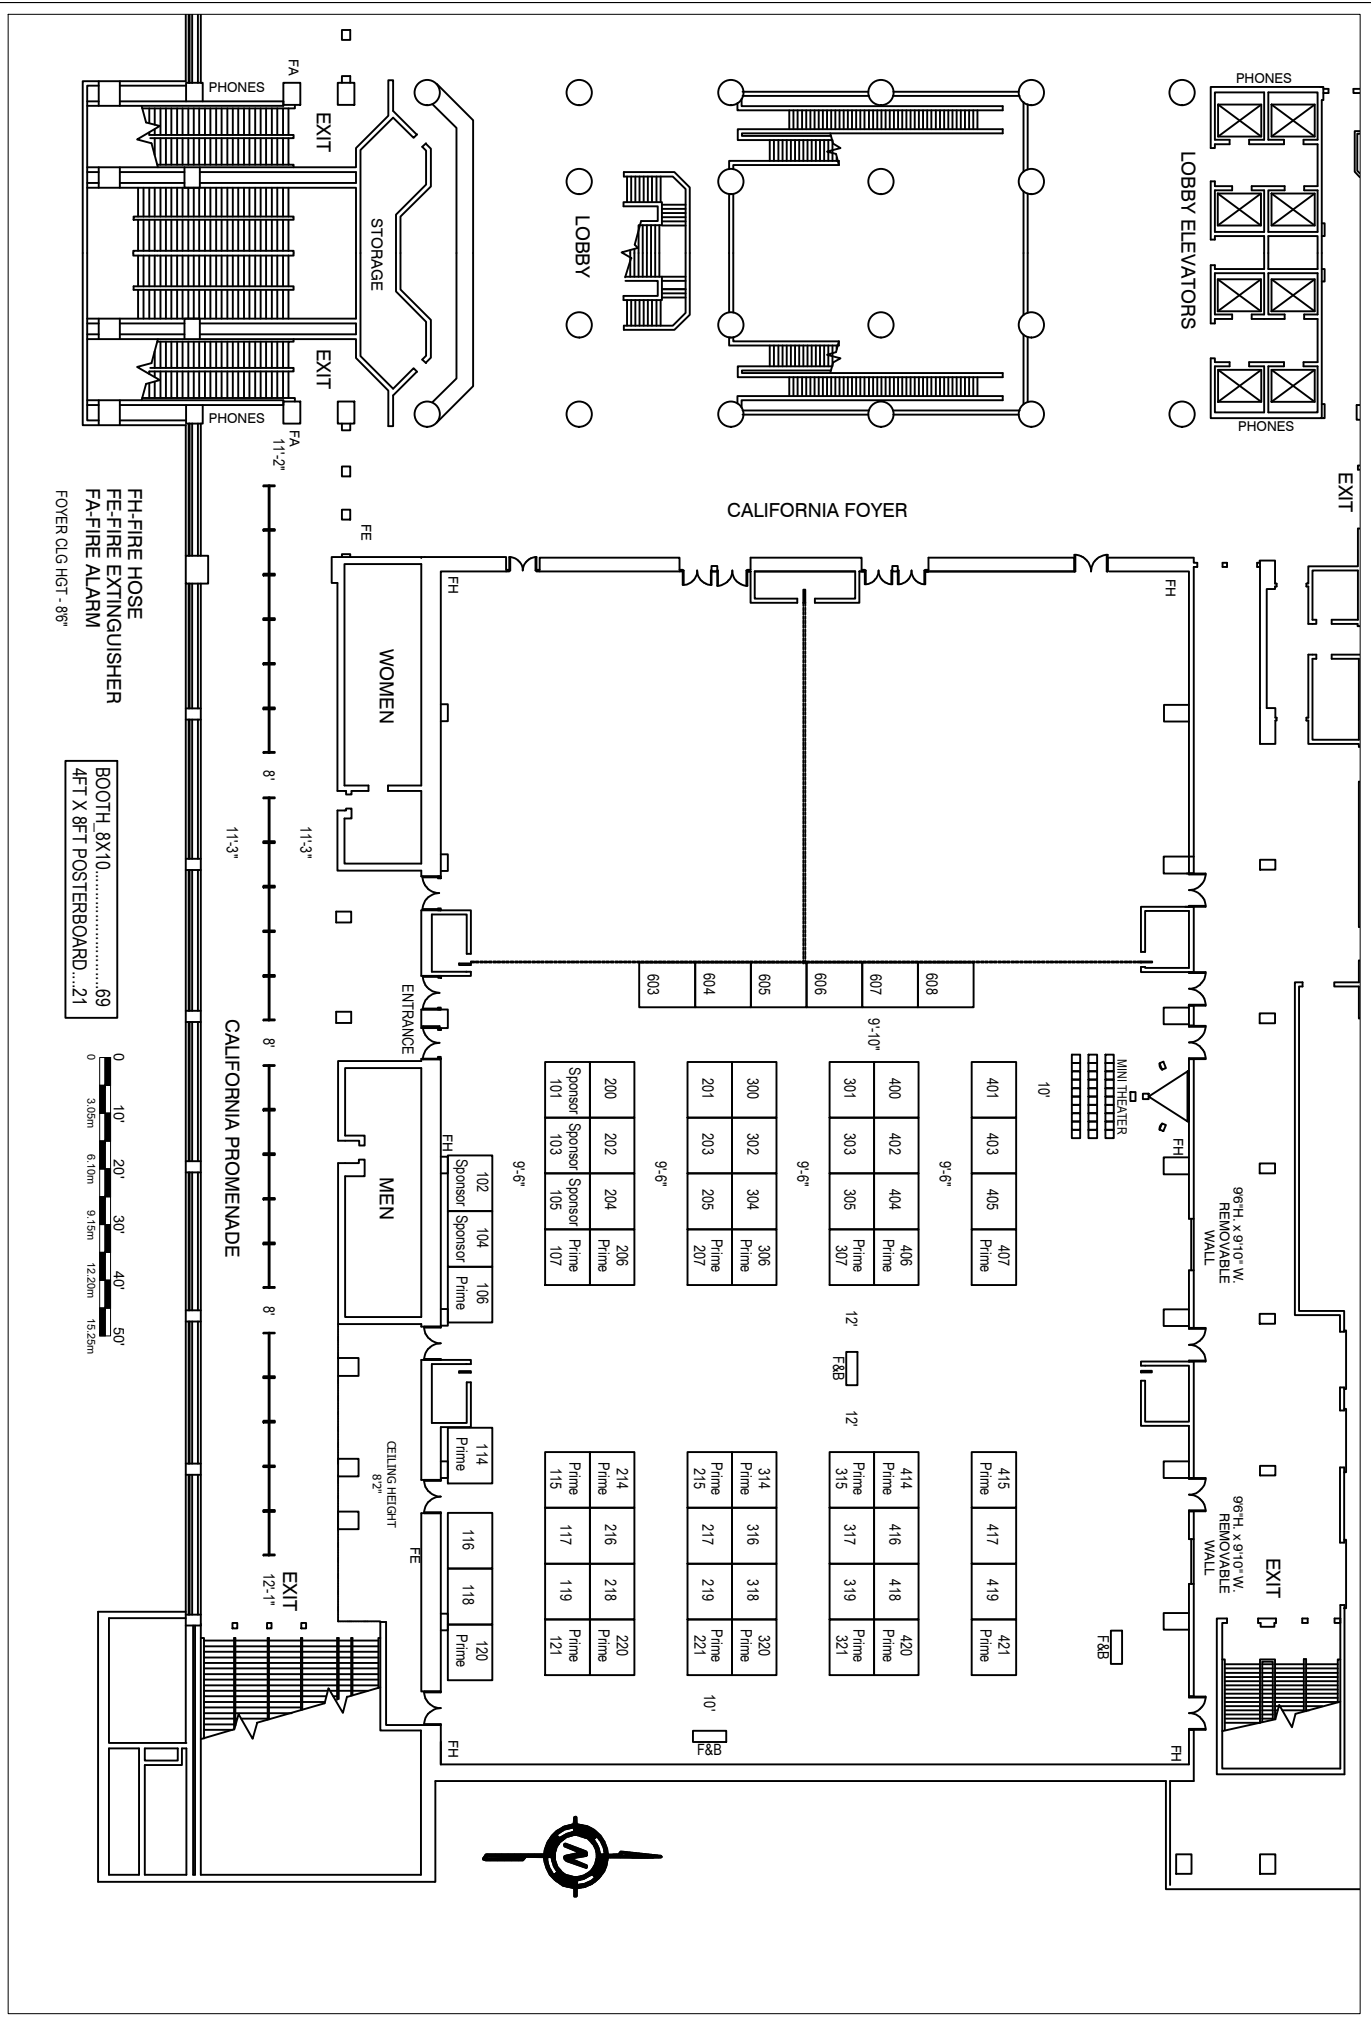 PHONES
FA
EXIT
STORAGE
LOBBY
LOBBY ELEVATORS
PHONES
EXIT
PHONES
FA
11'-2"
PHONES
EXIT
CALIFORNIA FOYER
FE
FH
FH
WOMEN
FH-FIRE HOSE
FE-FIRE EXTINGUISHER
FA-FIRE ALARM
FOYER CLG HGT - 8'6"
BOOTH_8X10........................69
4FT X 8FT POSTERBOARD....21
8'
11'-3"
11'-3"
ENTRANCE
8'
CALIFORNIA PROMENADE
603
604
605
606
607
608
9'-10"
10'
MINI THEATER
FH
FH
MEN
0
10'
20'
30'
40'
50'
0
3.05m
6.10m
9.15m
12.20m
15.25m
102
Sponsor
104
Sponsor
106
Prime
9'-6"
9'-6"
9'-6"
9'-6"
200
Sponsor
101
202
Sponsor
103
204
Sponsor
105
206
Prime
Prime
107
300
201
302
203
304
205
306
Prime
Prime
207
400
301
402
303
404
305
406
Prime
Prime
307
401
403
405
407
Prime
9'6"H. x 9'10" W.
REMOVABLE
WALL
8'
12'
F&B
12'
CEILING HEIGHT
8'2"
FE
114
Prime
116
118
120
Prime
214
Prime
Prime
115
216
117
218
119
220
Prime
Prime
121
314
Prime
Prime
215
316
217
318
219
320
Prime
Prime
221
414
Prime
Prime
315
416
317
418
319
420
Prime
Prime
321
415
Prime
417
419
421
Prime
9'6"H. x 9'10" W.
REMOVABLE
WALL
EXIT
F&B
EXIT
12'-1"
10'
F&B
FH
FH
N